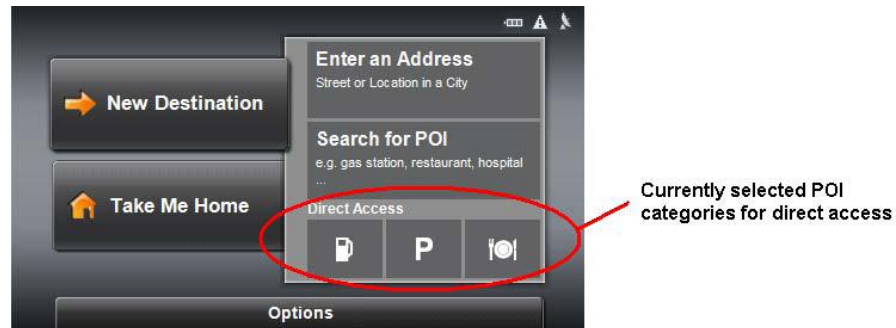 Enter an Address
Street or Location in a City
New Destination
Search for POI
e.g. gas station, restaurant, hospital
...
Take Me Home
Direct Access
P
Options
Currently selected POI
categories for direct access